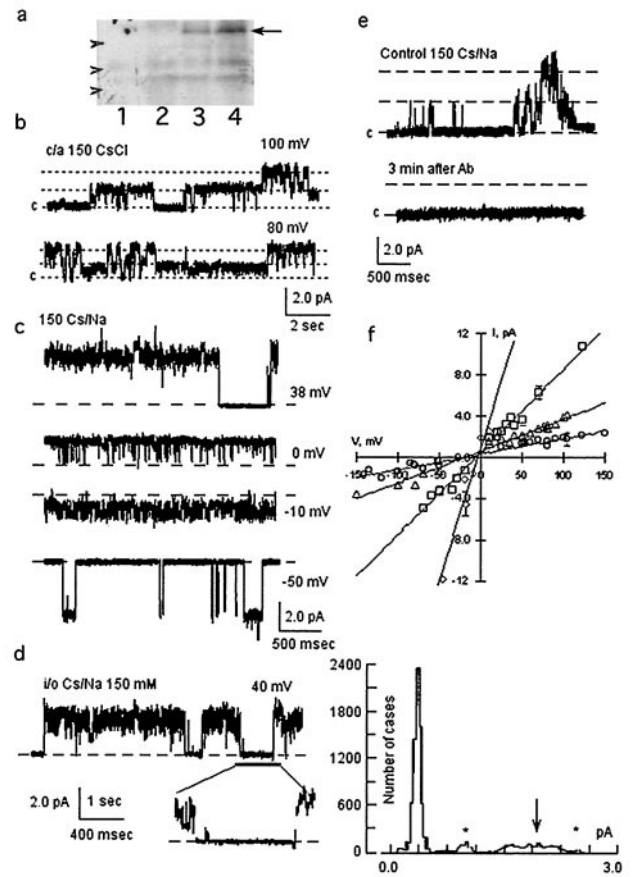 a
1 2 3 4
b
c/a 150 CsCl
100 mV
c
80 mV
c
2.0 pA
2 sec
c
150 Cs/Na
38 mV
0 mV
-10 mV
-50 mV
2.0 pA
500 msec
d
i/o Cs/Na 150 mM
40 mV
2.0 pA
1 sec
400 msec
e
Control 150 Cs/Na
c
3 min after Ab
c
2.0 pA
500 msec
f
12
I, pA
8.0
4.0
V, mV
-150 -100 -50 0 50 100 150
-4.0
-8.0
-12
2400
1800
1200
600
0
Number of cases
* *
pA
0.0 3.0